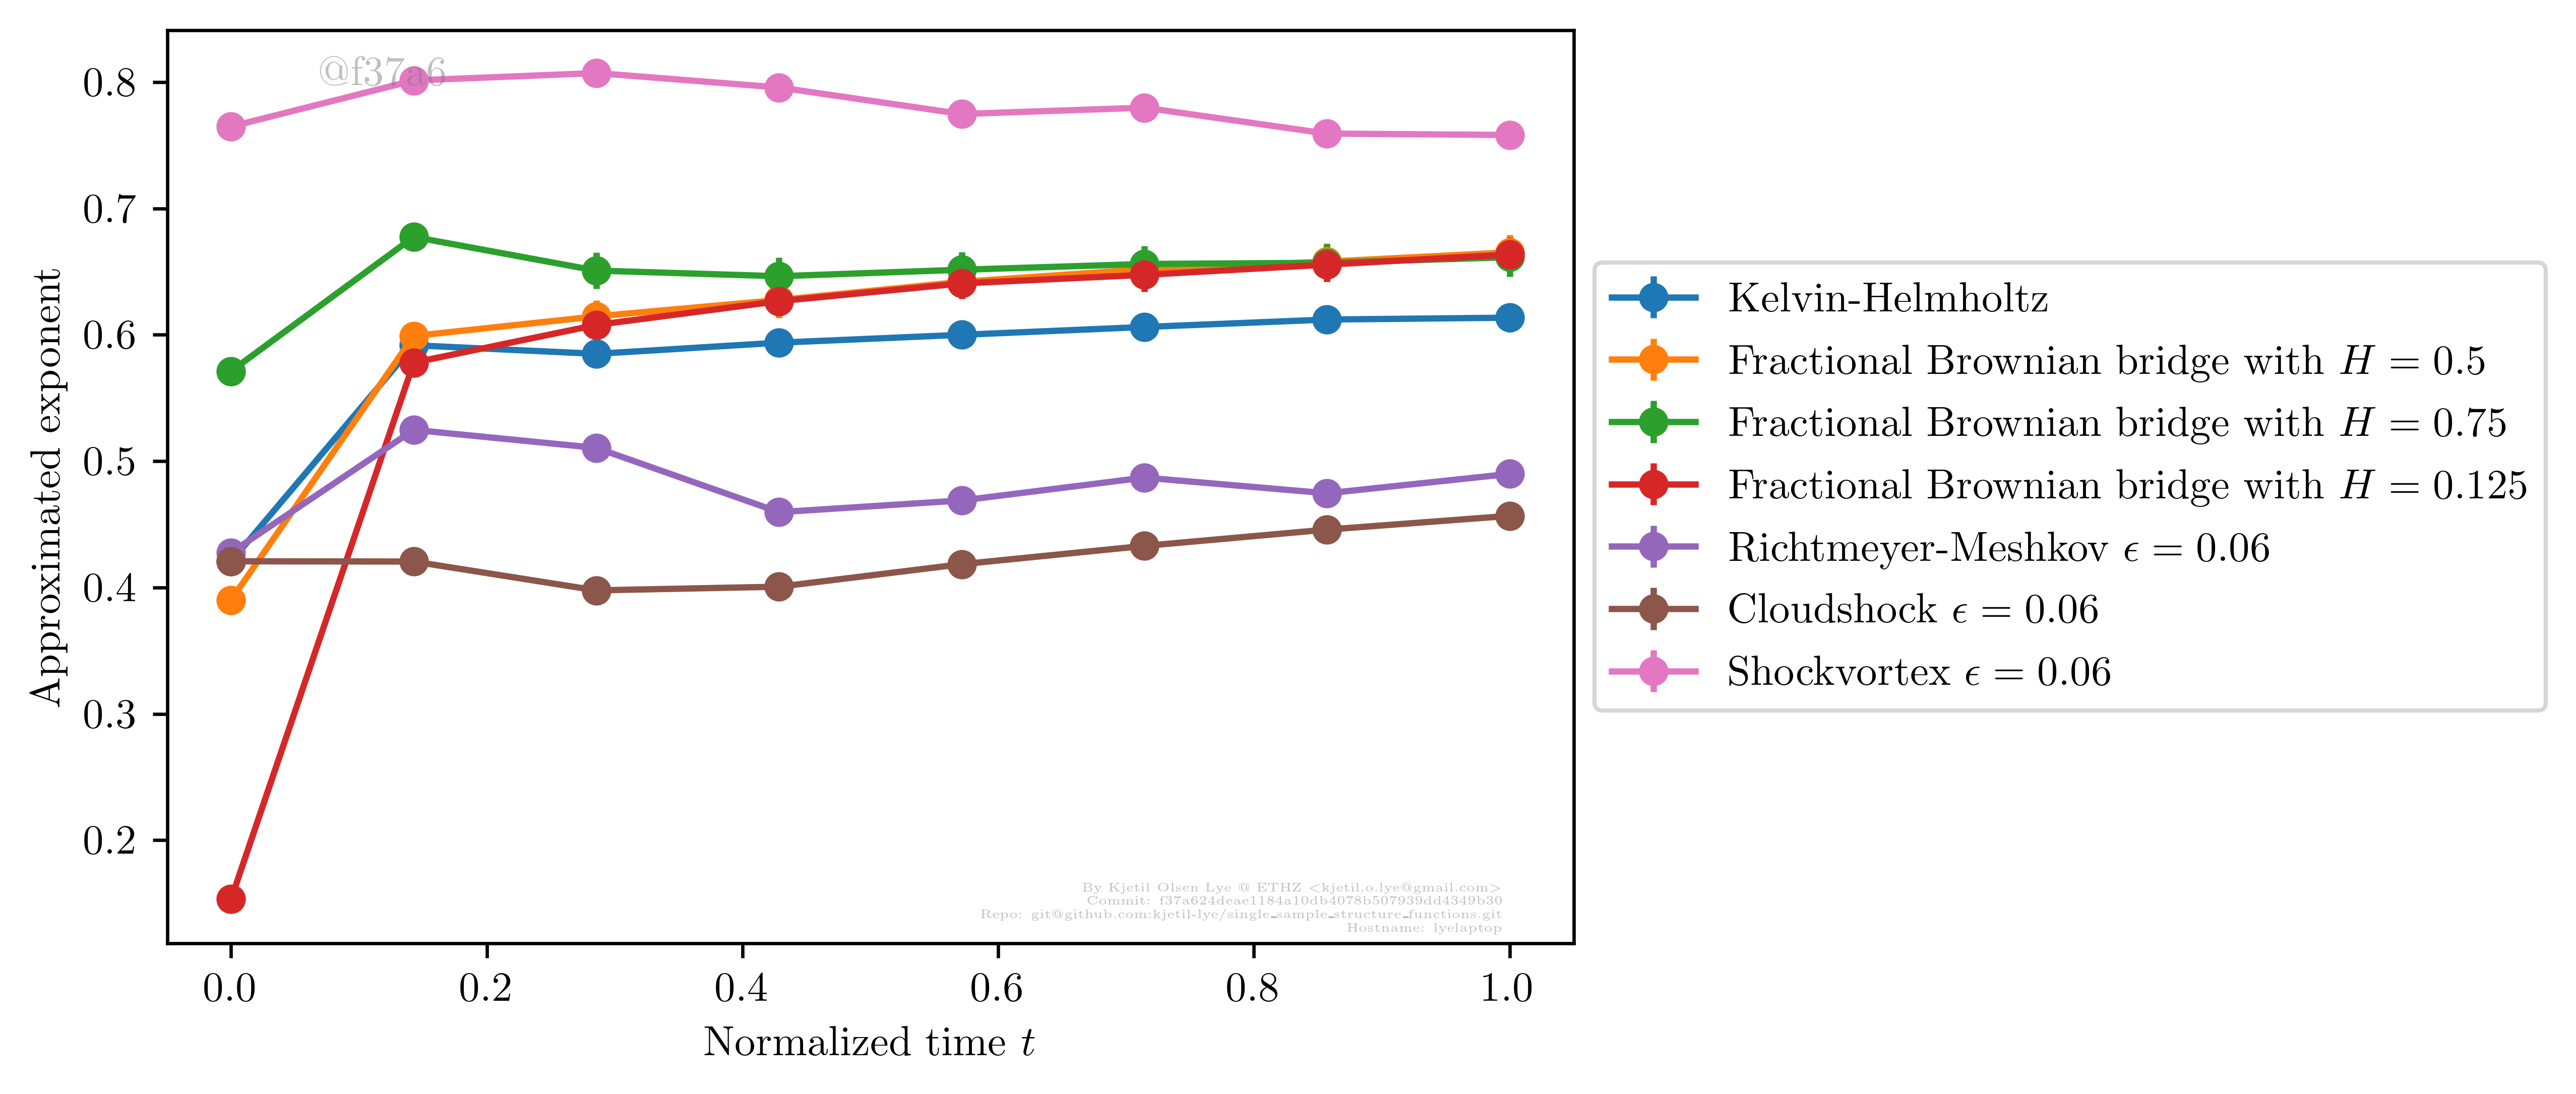 @f37a6
0.8
0.7
0.6
0.5
0.4
0.3
0.2
Approximated exponent
0.0 0.2 0.4 0.6 0.8 1.0
Normalized time t
Kelvin-Helmholtz
Fractional Brownian bridge with H = 0.5
Fractional Brownian bridge with H = 0.75
Fractional Brownian bridge with H = 0.125
Richtmeyer-Meshkov ϵ = 0.06
Cloudshock ϵ = 0.06
Shockvortex ϵ = 0.06
By Kjetil Olsen Lye @ ETHZ <kjetil.o.lye@gmail.com>
Commit: f37a624deae1184a10db4078b507939dd4349b30
Repo: git@github.com:kjetil-lye/single_sample_structure_functions.git
Hostname: lyelaptop